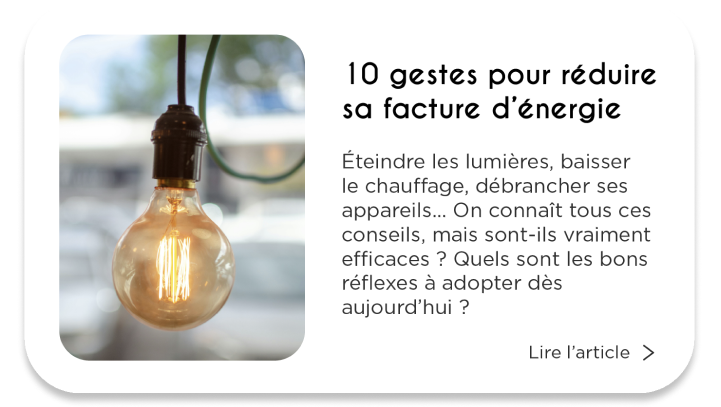 10 gestes pour réduire
sa facture d'énergie
Éteindre les lumières, baisser
le chauffage, débrancher ses
appareils... On connaît tous ces
conseils, mais sont-ils vraiment
efficaces ? Quels sont les bons
réflexes à adopter dès
aujourd'hui ?
Lire l'article >